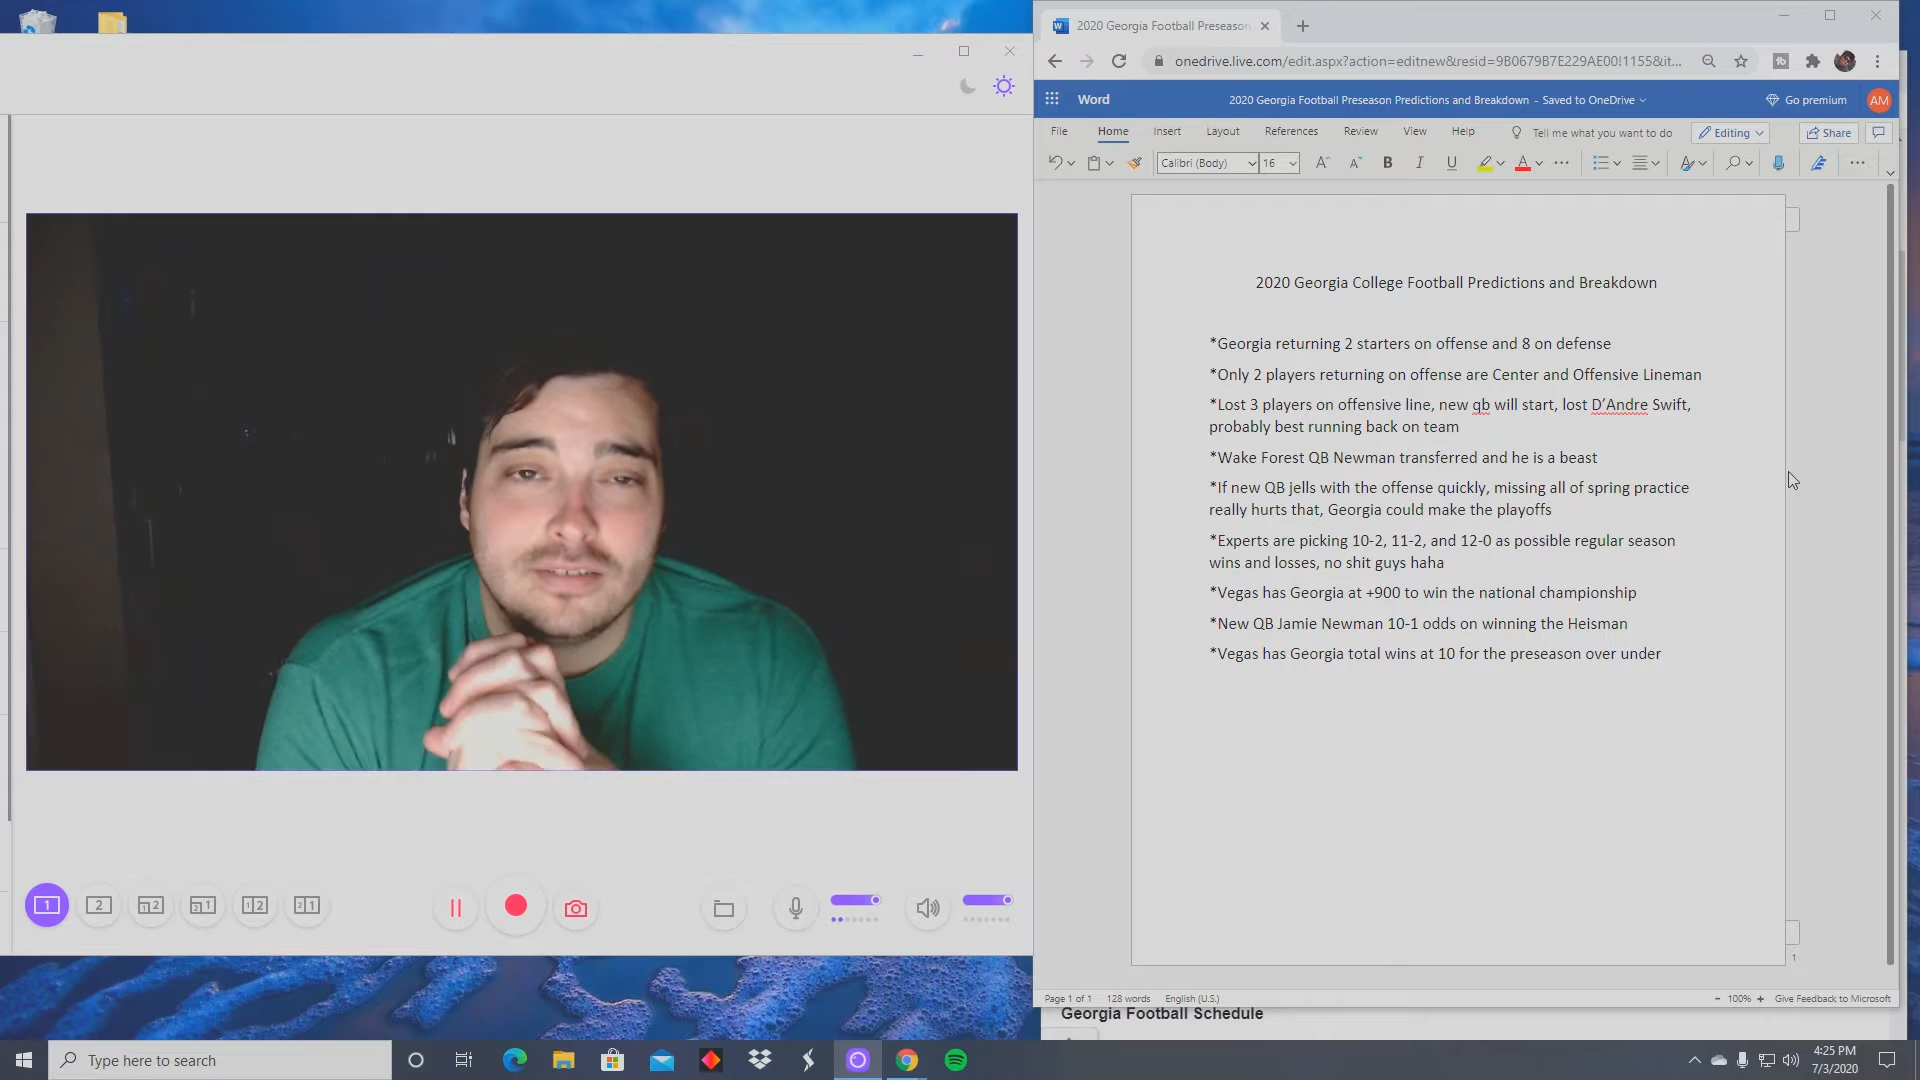 2020 Georgia Football Preseason
onedrive.live.com/edit.aspx?action=editnew&resid=9B0679B7E229AE00!1155&it...
Word
2020 Georgia Football Preseason Predictions and Breakdown - Saved to OneDrive
Go premium
AM
File Home Insert Layout References Review View Help Tell me what you want to do Editing Share
Calibri (Body) 16 A A B I U A
2020 Georgia College Football Predictions and Breakdown
*Georgia returning 2 starters on offense and 8 on defense
*Only 2 players returning on offense are Center and Offensive Lineman
*Lost 3 players on offensive line, new qb will start, lost D’Andre Swift,
probably best running back on team
*Wake Forest QB Newman transferred and he is a beast
*If new QB jells with the offense quickly, missing all of spring practice
really hurts that, Georgia could make the playoffs
*Experts are picking 10-2, 11-2, and 12-0 as possible regular season
wins and losses, no shit guys haha
*Vegas has Georgia at +900 to win the national championship
*New QB Jamie Newman 10-1 odds on winning the Heisman
*Vegas has Georgia total wins at 10 for the preseason over under
1
Page 1 of 1 128 words English (U.S.) - 100% + Give Feedback to Microsoft
Georgia Football Schedule
1 2 12 21 12 21
Type here to search
4:25 PM
7/3/2020